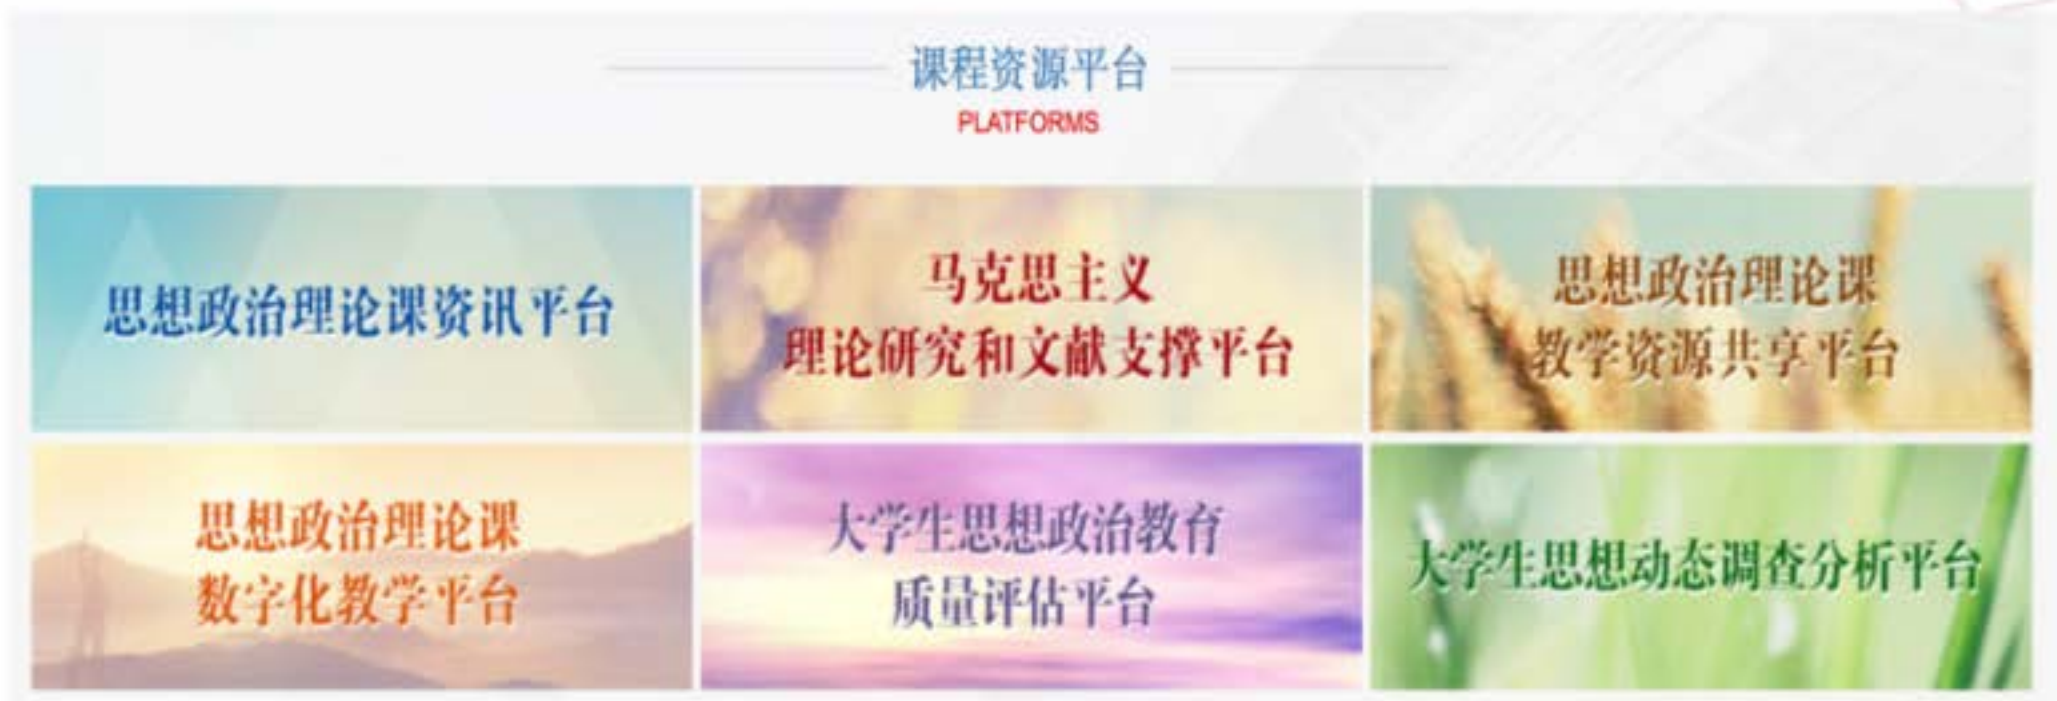 课程资源平台
PLATFORMS
思想政治理论课资讯平台
马克思主义
理论研究和文献支撑平台
思想政治理论课
教学资源共享平台
思想政治理论课
数字化教学平台
大学生思想政治教育
质量评估平台
大学生思想动态调查分析平台